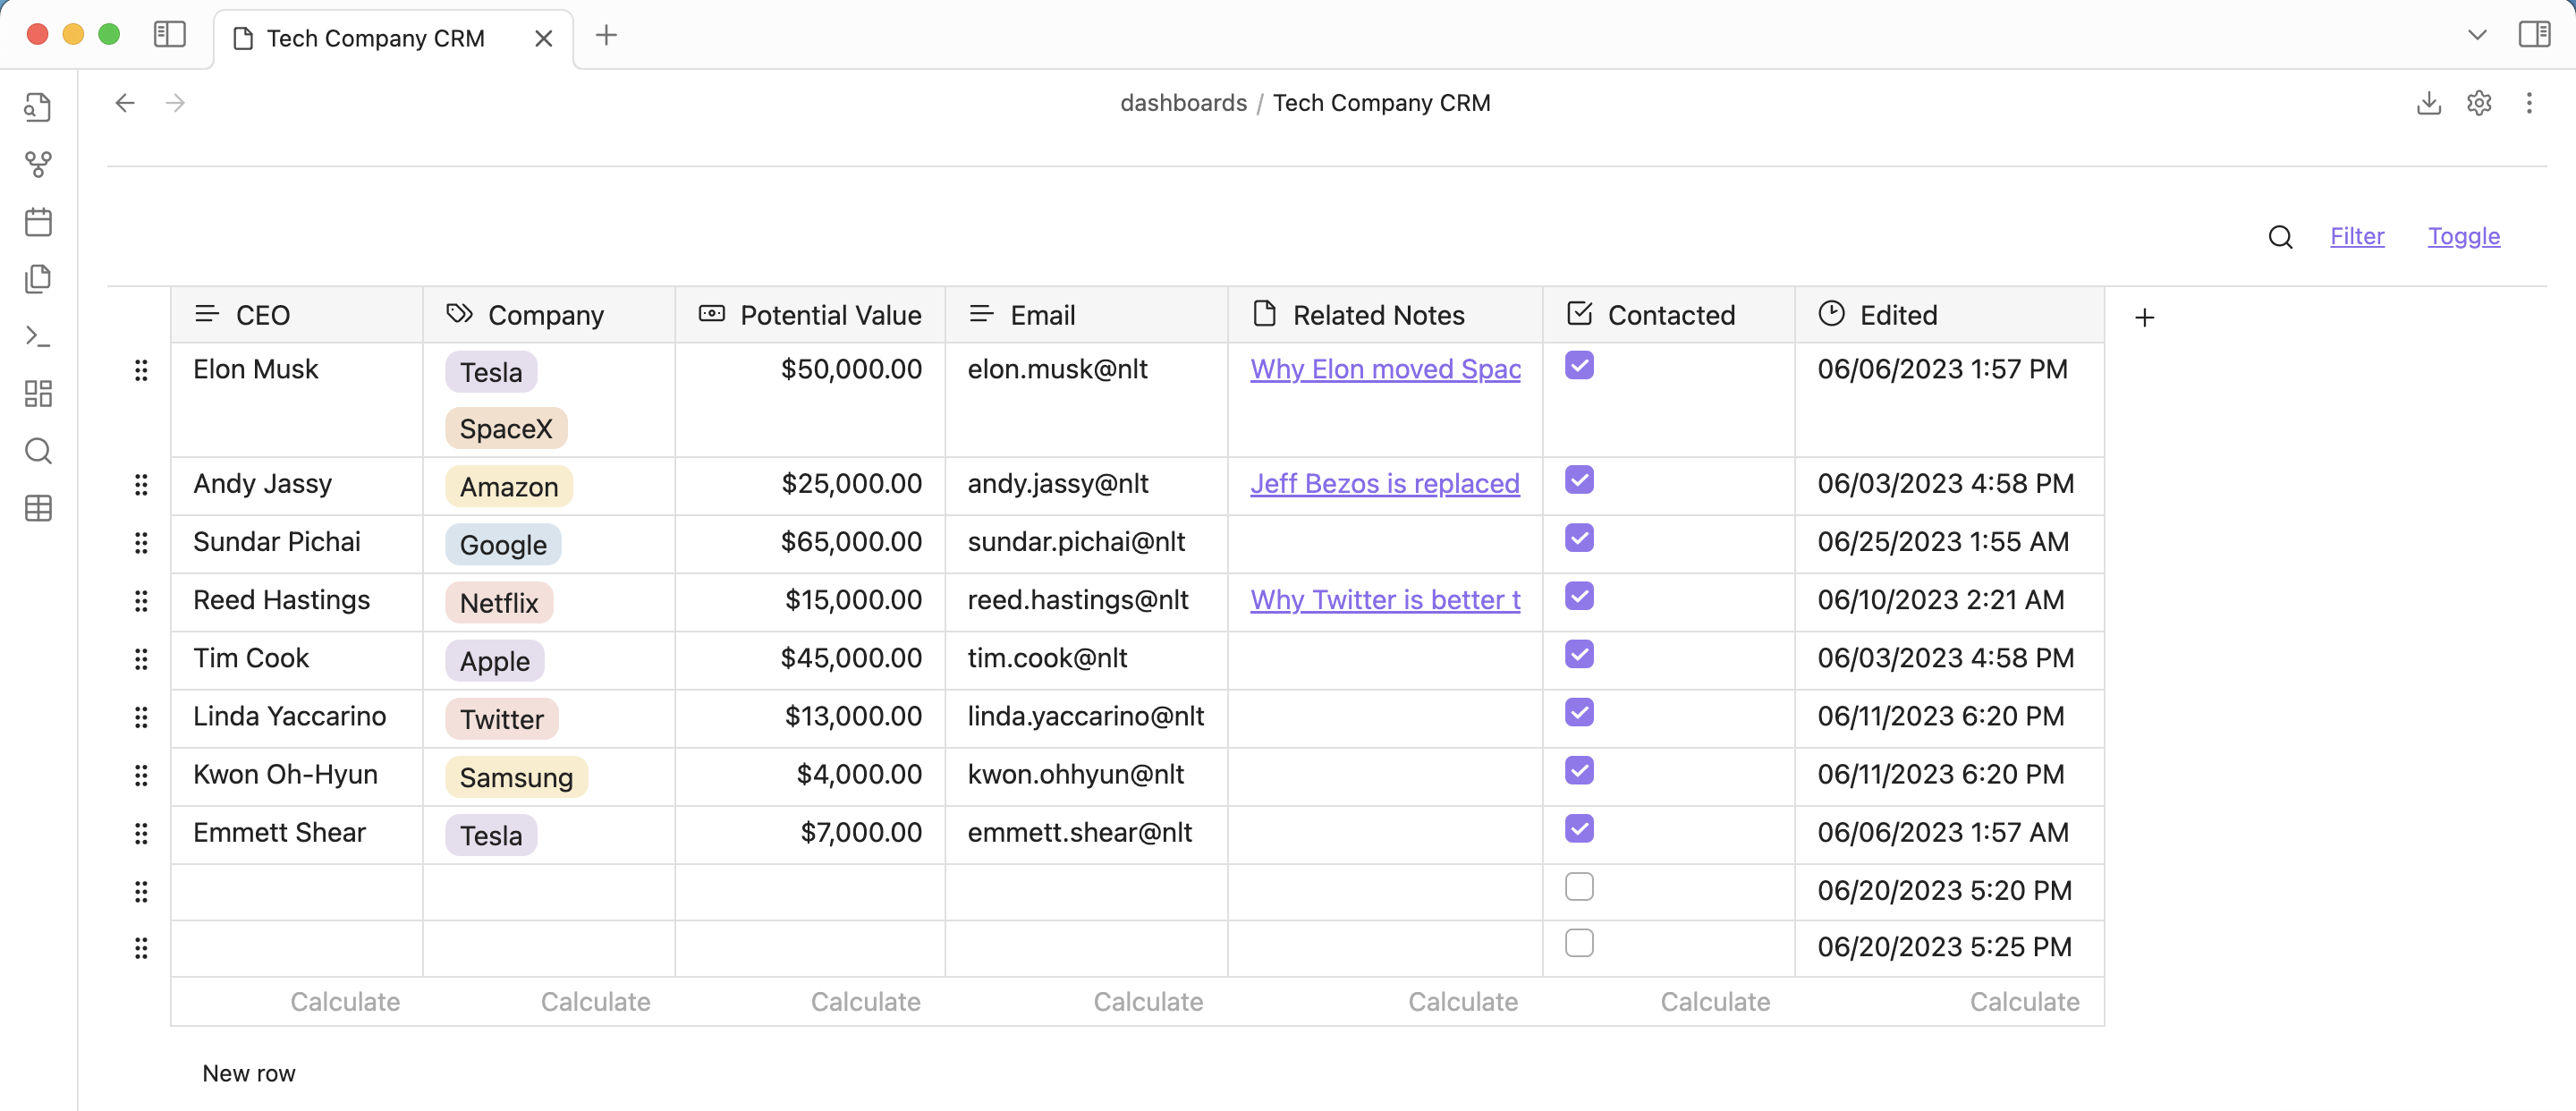 Tech Company CRM
dashboards / Tech Company CRM
Filter Toggle
CEO Company Potential Value Email Related Notes Contacted Edited
Elon Musk Tesla $50,000.00 elon.musk@nlt Why Elon moved Spac 06/06/2023 1:57 PM
SpaceX
Andy Jassy Amazon $25,000.00 andy.jassy@nlt Jeff Bezos is replaced 06/03/2023 4:58 PM
Sundar Pichai Google $65,000.00 sundar.pichai@nlt 06/25/2023 1:55 AM
Reed Hastings Netflix $15,000.00 reed.hastings@nlt Why Twitter is better t 06/10/2023 2:21 AM
Tim Cook Apple $45,000.00 tim.cook@nlt 06/03/2023 4:58 PM
Linda Yaccarino Twitter $13,000.00 linda.yaccarino@nlt 06/11/2023 6:20 PM
Kwon Oh-Hyun Samsung $4,000.00 kwon.ohhyun@nlt 06/11/2023 6:20 PM
Emmett Shear Tesla $7,000.00 emmett.shear@nlt 06/06/2023 1:57 AM
06/20/2023 5:20 PM
06/20/2023 5:25 PM
Calculate Calculate Calculate Calculate Calculate Calculate Calculate
New row